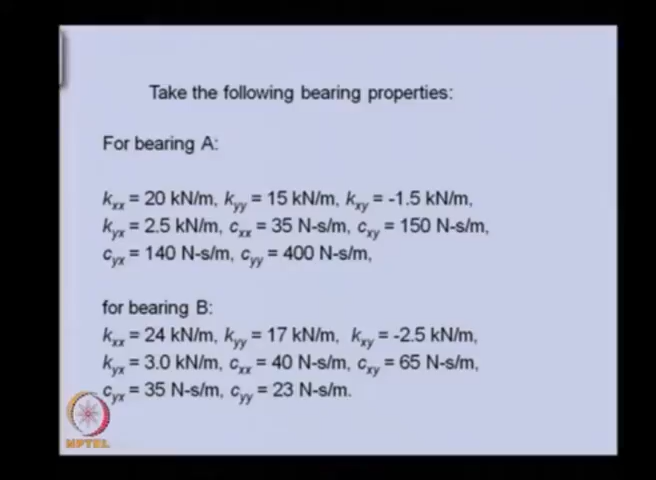 Take the following bearing properties:
For bearing A:
kxx = 20 kN/m, kyy = 15 kN/m, kxy = -1.5 kN/m,
kyx = 2.5 kN/m, cxx = 35 N-s/m, cxy = 150 N-s/m,
cyx = 140 N-s/m, cyy = 400 N-s/m,
for bearing B:
kxx = 24 kN/m, kyy = 17 kN/m, kxy = -2.5 kN/m,
kyx = 3.0 kN/m, cxx = 40 N-s/m, cxy = 65 N-s/m,
cyx = 35 N-s/m, cyy = 23 N-s/m.
NPTEL